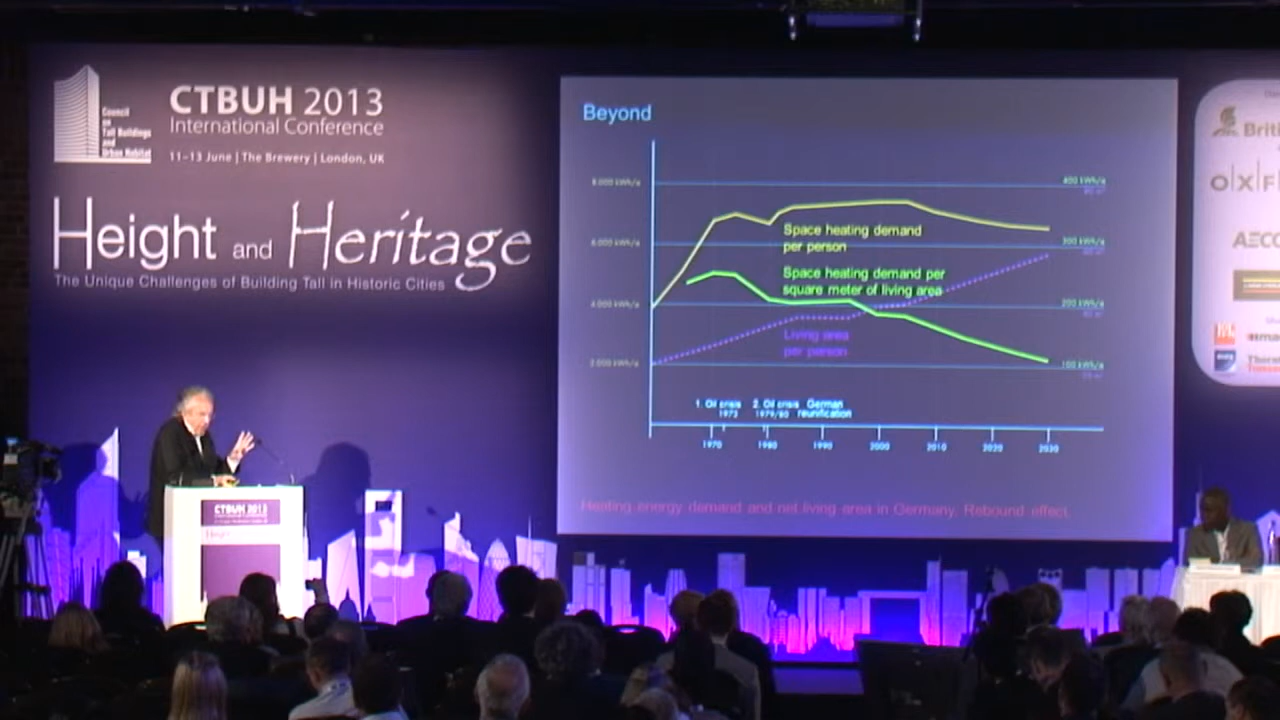 Council
on
Tall Buildings
and
Urban Habitat
CTBUH 2013
International Conference
11–13 June | The Brewery | London, UK
Height and Heritage
The Unique Challenges of Building Tall in Historic Cities
Beyond
8.000 kWh/a
6.000 kWh/a
4.000 kWh/a
2.000 kWh/a
400 kWh/a
300 kWh/a
200 kWh/a
100 kWh/a
Space heating demand
per person
Space heating demand per
square meter of living area
Living area
per person
1. Oil crisis
1973
2. Oil crisis
1979/80
German
reunification
1970
1980
1990
2000
2010
2020
2030
Heating energy demand and net living area in Germany. Rebound effect.
CTBUH 2013
Briti
OXF
AECO